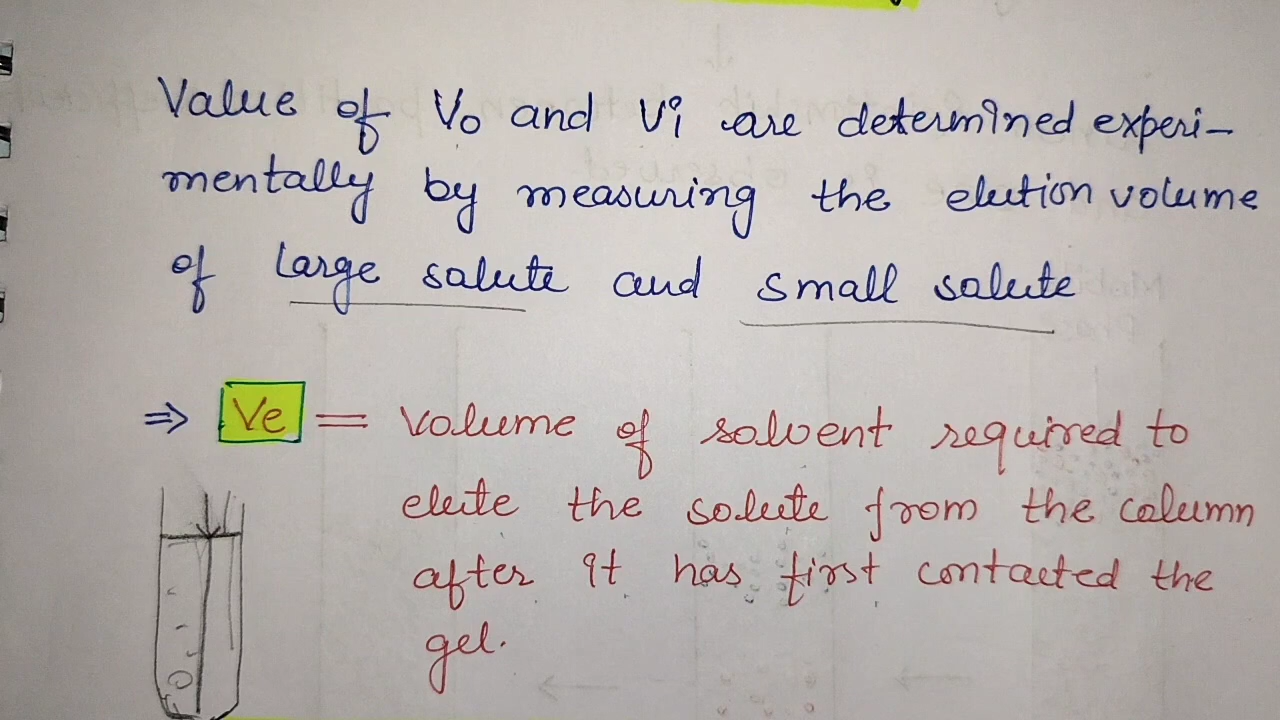 Value of Vo and Vi are determined experi-
mentally by measuring the elution volume
of large solute and small solute
⇒ Ve = Volume of solvent required to
elute the solute from the column
after it has first contacted the
gel.